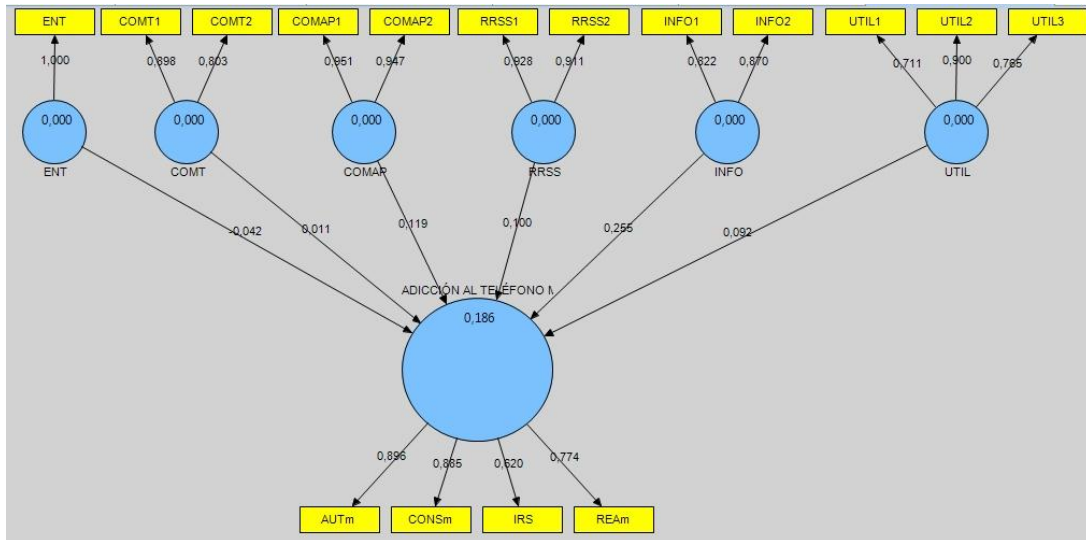 ENT COMT1 COMT2 COMAP1 COMAP2 RRSS1 RRSS2 INFO1 INFO2 UTIL1 UTIL2 UTIL3
1,000 0,898 0,803 0,951 0,947 0,928 0,911 0,822 0,870 0,711 0,900 0,765
0,000 0,000 0,000 0,000 0,000 0,000
ENT COMT COMAP RRSS INFO UTIL
-0,042 0,011 0,119 0,100 0,255 0,092
ADICCIÓN AL TELÉFONO M
0,186
0,896 0,885 0,620 0,774
AUTm CONSm IRS REAm